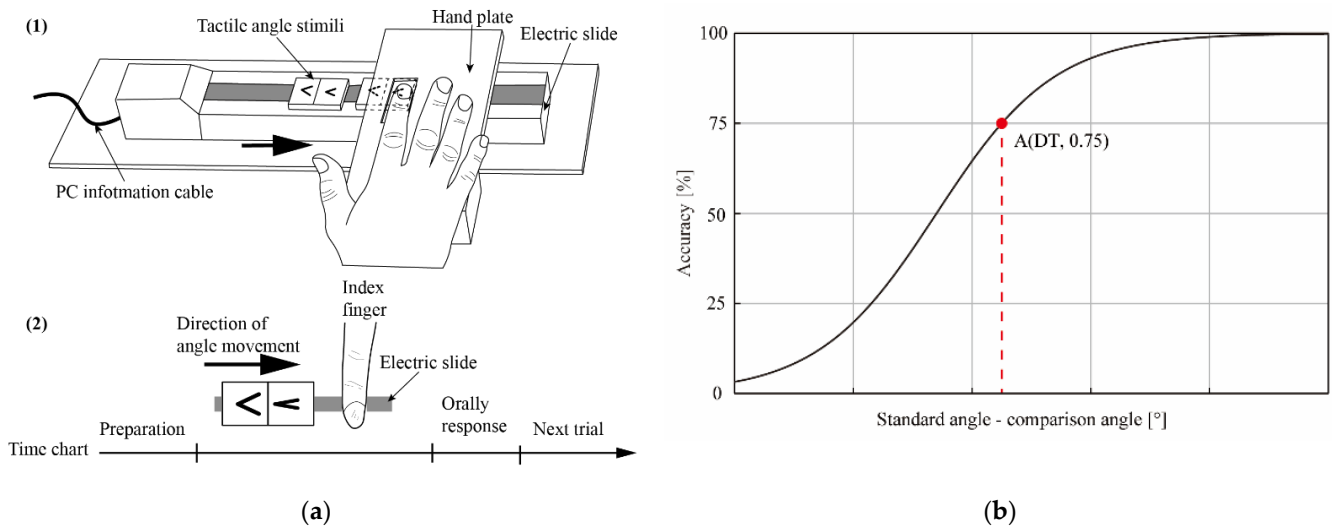 (1)
Tactile angle stimili
Hand plate
Electric slide
PC infotmation cable
(2)
Direction of
angle movement
Index
finger
Electric slide
Time chart
Preparation
Orally
response
Next trial
(a)
100
75
50
25
0
Accuracy [%]
A(DT, 0.75)
Standard angle - comparison angle [°]
(b)